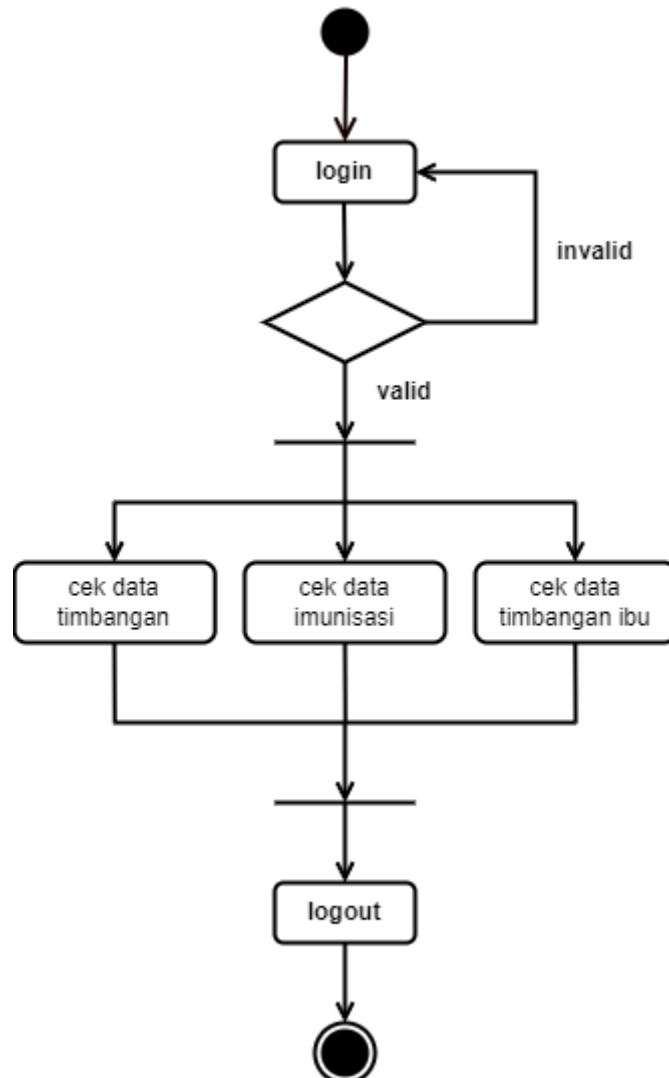 login
invalid
valid
cek data
timbangan
cek data
imunisasi
cek data
timbangan ibu
logout